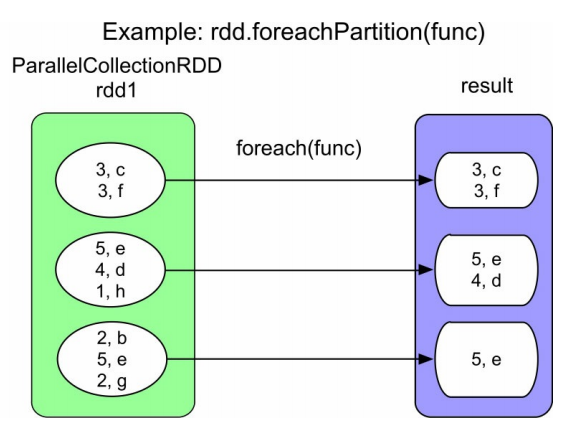 Example: rdd.foreachPartition(func)
ParallelCollectionRDD
rdd1
result
foreach(func)
3, c
3, f
3, c
3, f
5, e
4, d
1, h
5, e
4, d
2, b
5, e
2, g
5, e